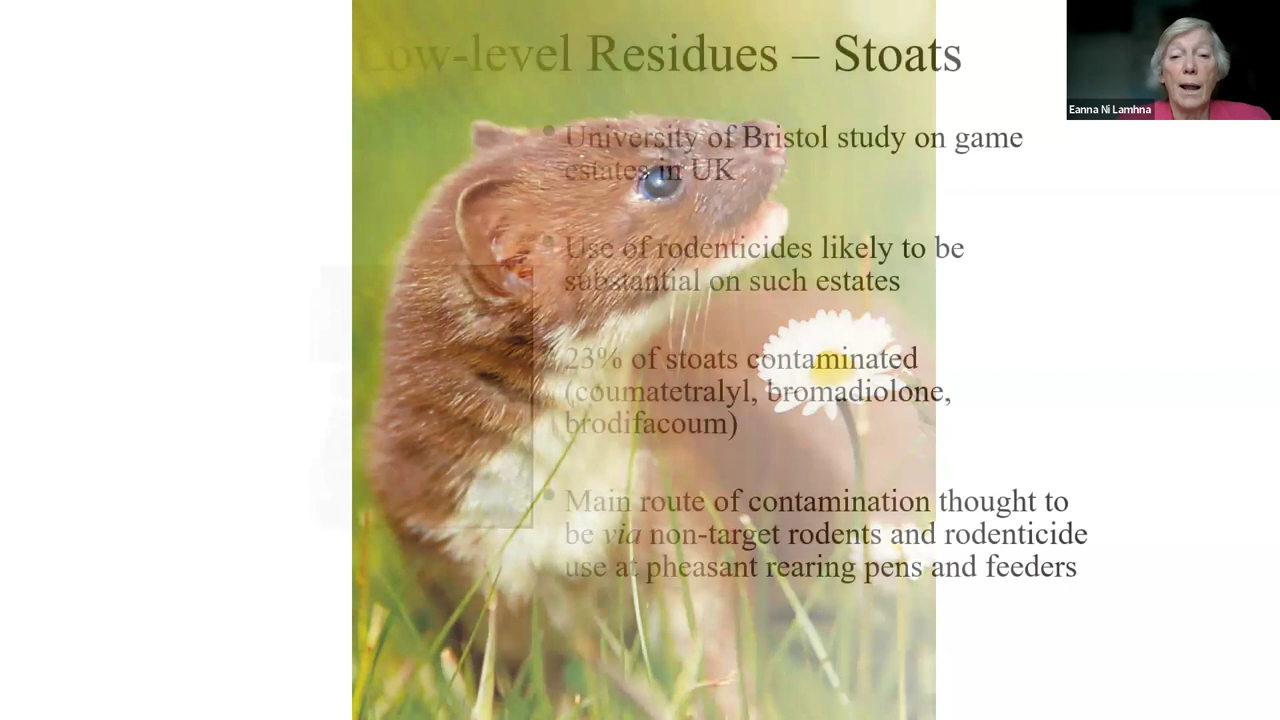 Low-level Residues – Stoats
Eanna Ni Lamhna
• University of Bristol study on game
estates in UK
• Use of rodenticides likely to be
substantial on such estates
• 23% of stoats contaminated
(coumatetralyl, bromadiolone,
brodifacoum)
• Main route of contamination thought to
be via non-target rodents and rodenticide
use at pheasant rearing pens and feeders